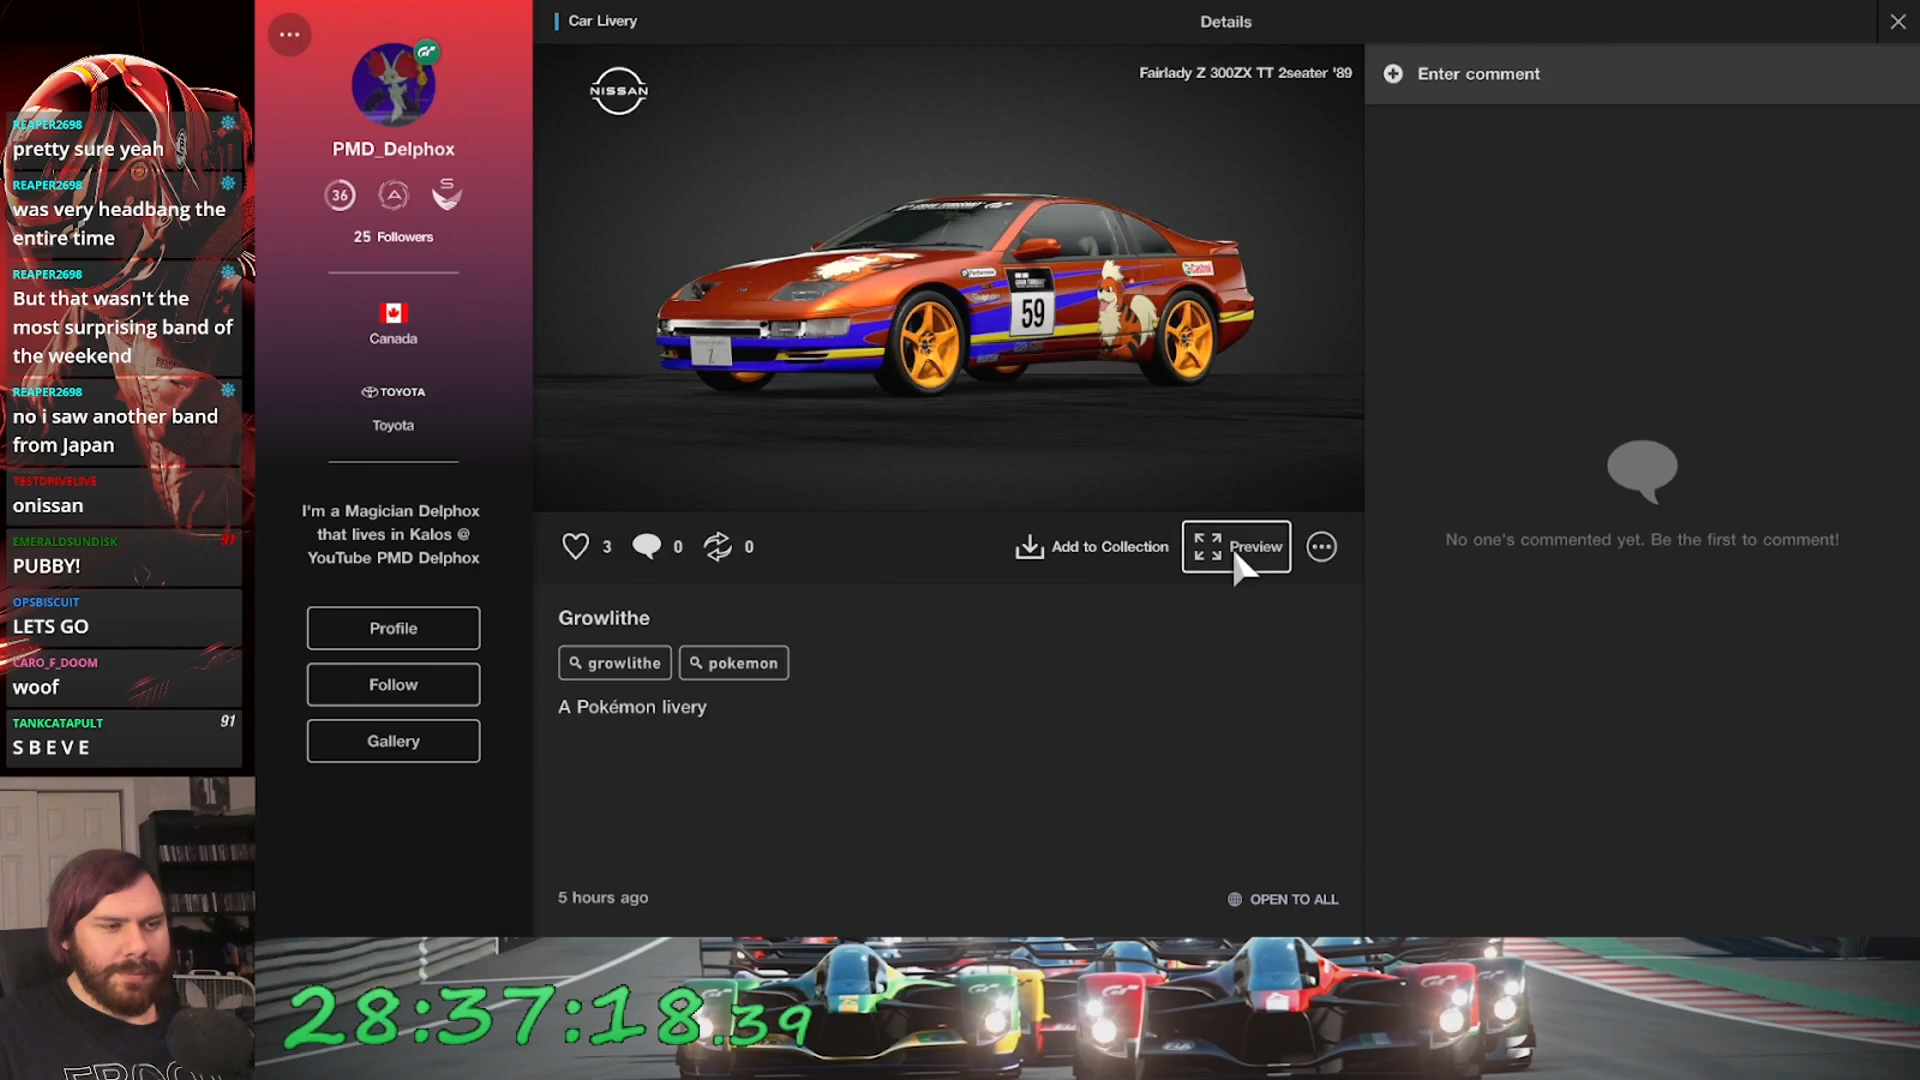 REAPER2698
pretty sure yeah
REAPER2698
was very headbang the
entire time
REAPER2698
But that wasn't the
most surprising band of
the weekend
REAPER2698
no i saw another band
from Japan
TESTDRIVELIVE
onissan
EMERALDSUNDISK 91
PUBBY!
OPSBISCUIT
LETS GO
CARO_F_DOOM
woof
TANKCATAPULT 91
S B E V E
PMD_Delphox
36 A S
25 Followers
Canada
TOYOTA
Toyota
I'm a Magician Delphox
that lives in Kalos @
YouTube PMD Delphox
Profile
Follow
Gallery
Car Livery
Details
NISSAN
Fairlady Z 300ZX TT 2seater '89
59
Castrol
3 0 0
Add to Collection
Preview
Growlithe
growlithe pokemon
A Pokémon livery
5 hours ago
OPEN TO ALL
Enter comment
No one's commented yet. Be the first to comment!
28:37:18.39